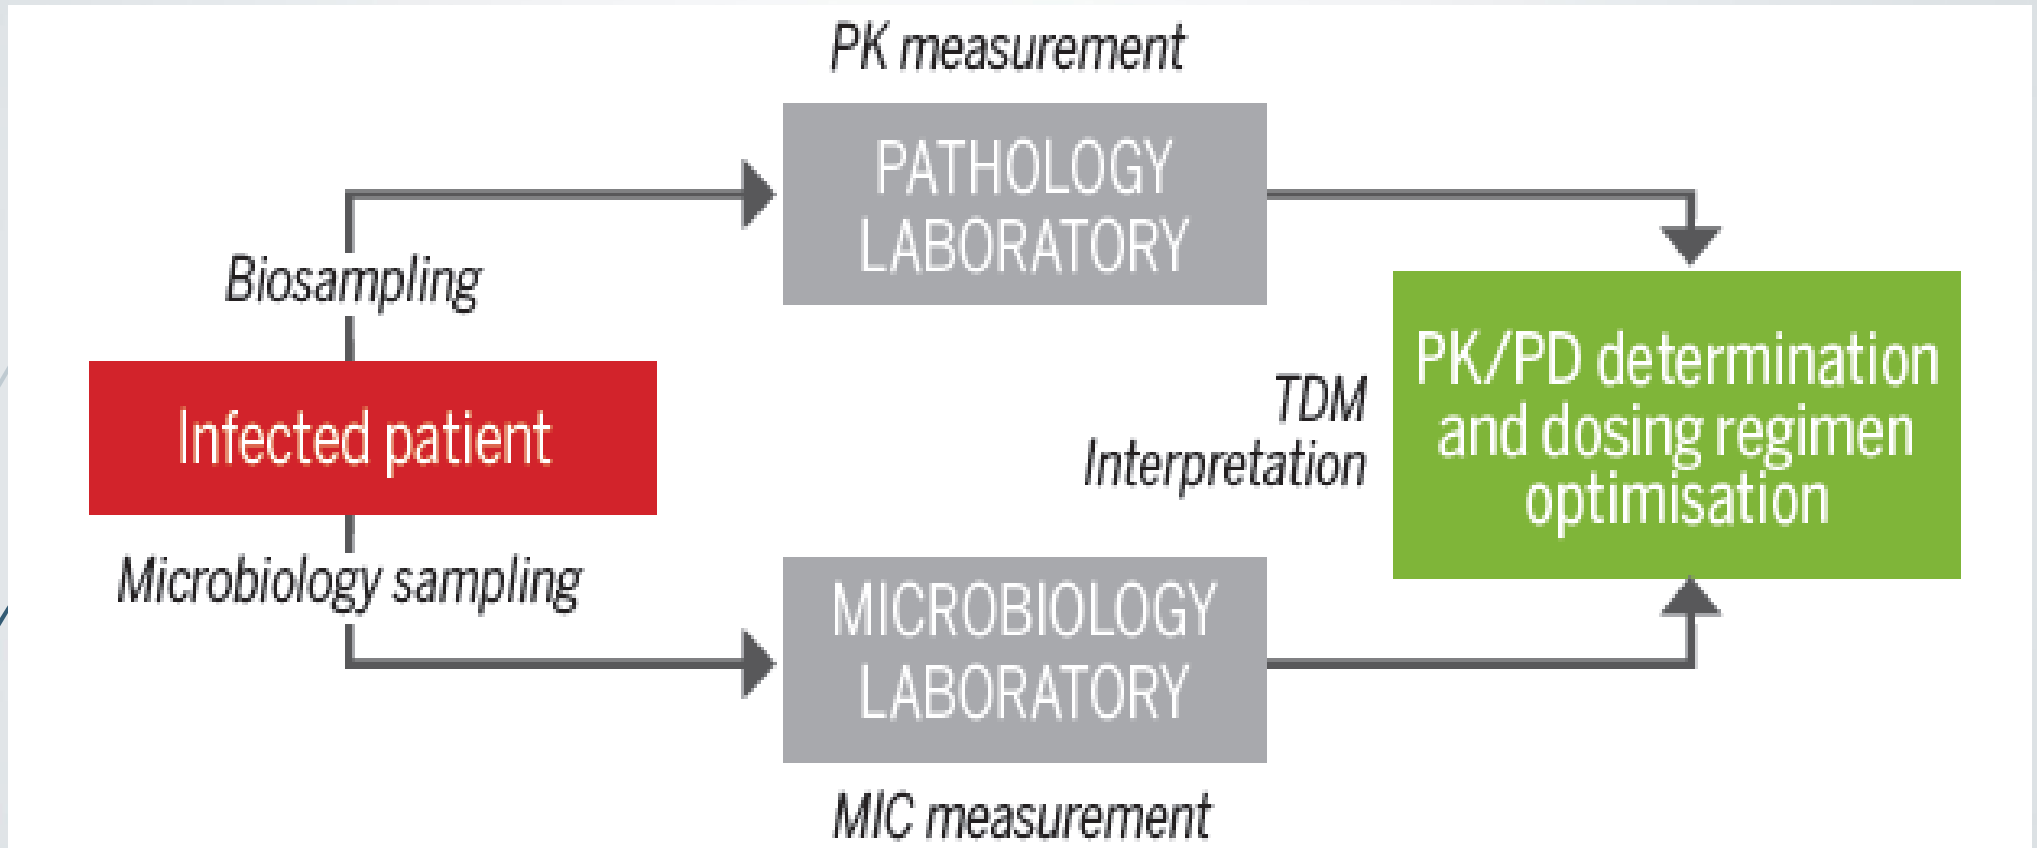 PK measurement
PATHOLOGY
LABORATORY
Biosampling
Infected patient
Microbiology sampling
TDM
Interpretation
PK/PD determination
and dosing regimen
optimisation
MICROBIOLOGY
LABORATORY
MIC measurement